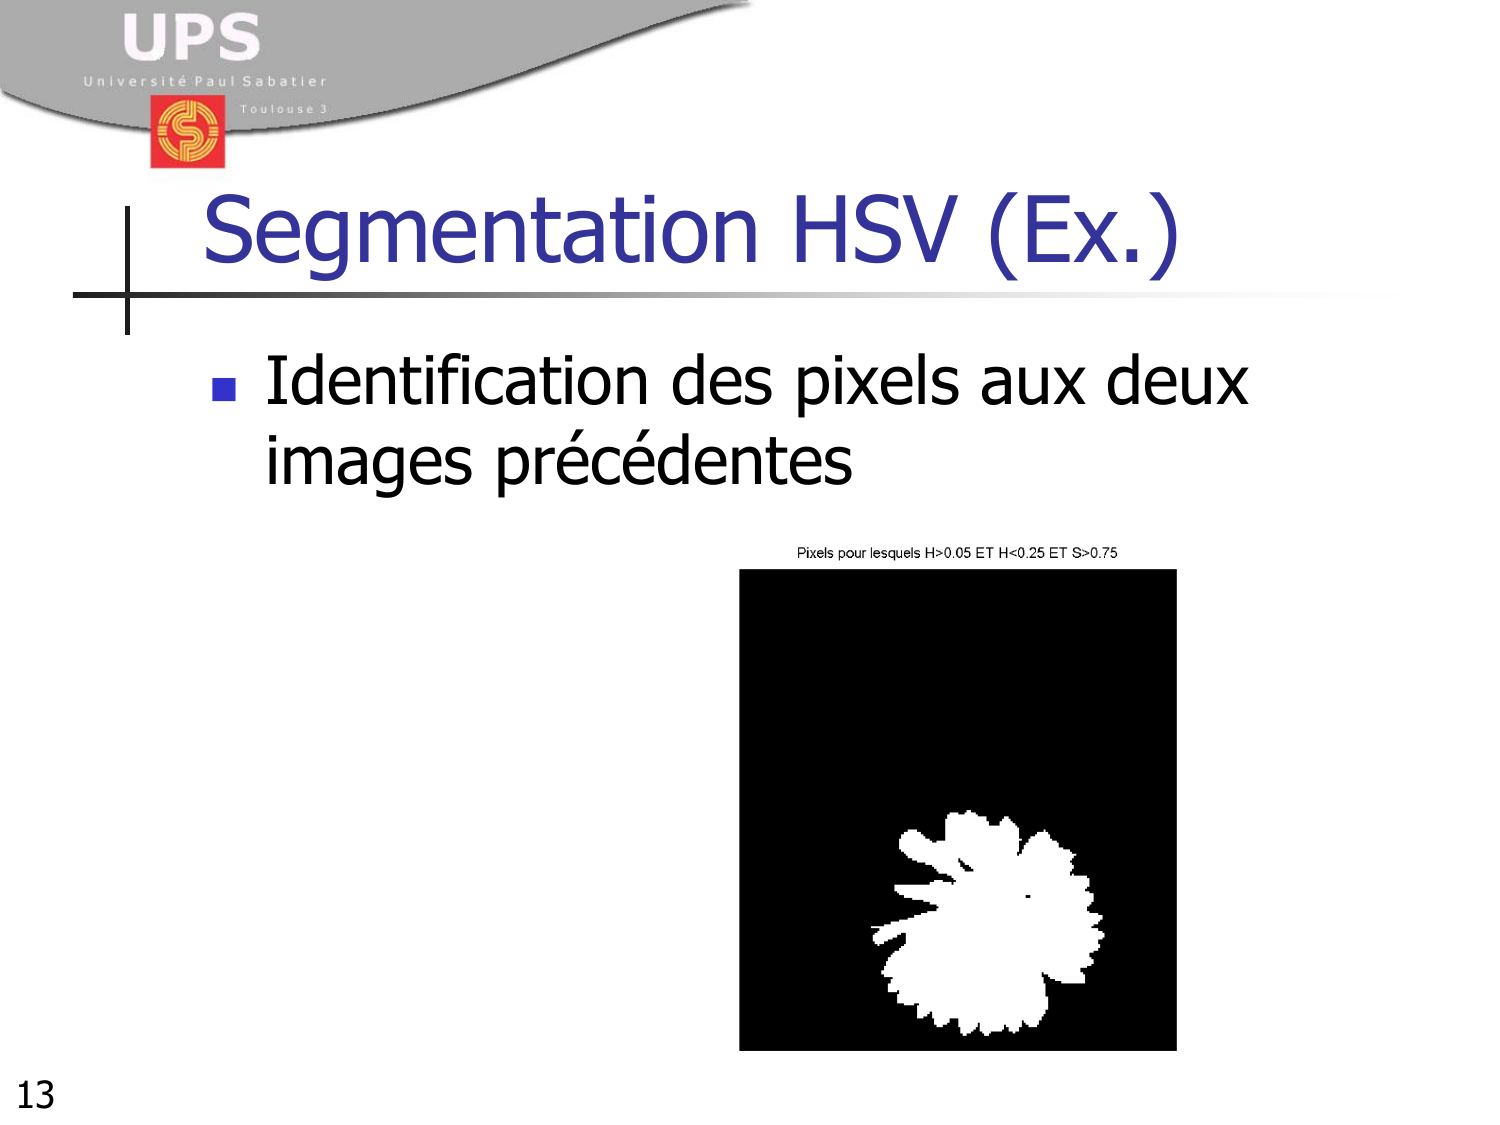 UPS
Université Paul Sabatier
Toulouse 3
Segmentation HSV (Ex.)
Identification des pixels aux deux
images précédentes
Pixels pour lesquels H>0.05 ET H<0.25 ET S>0.75
13